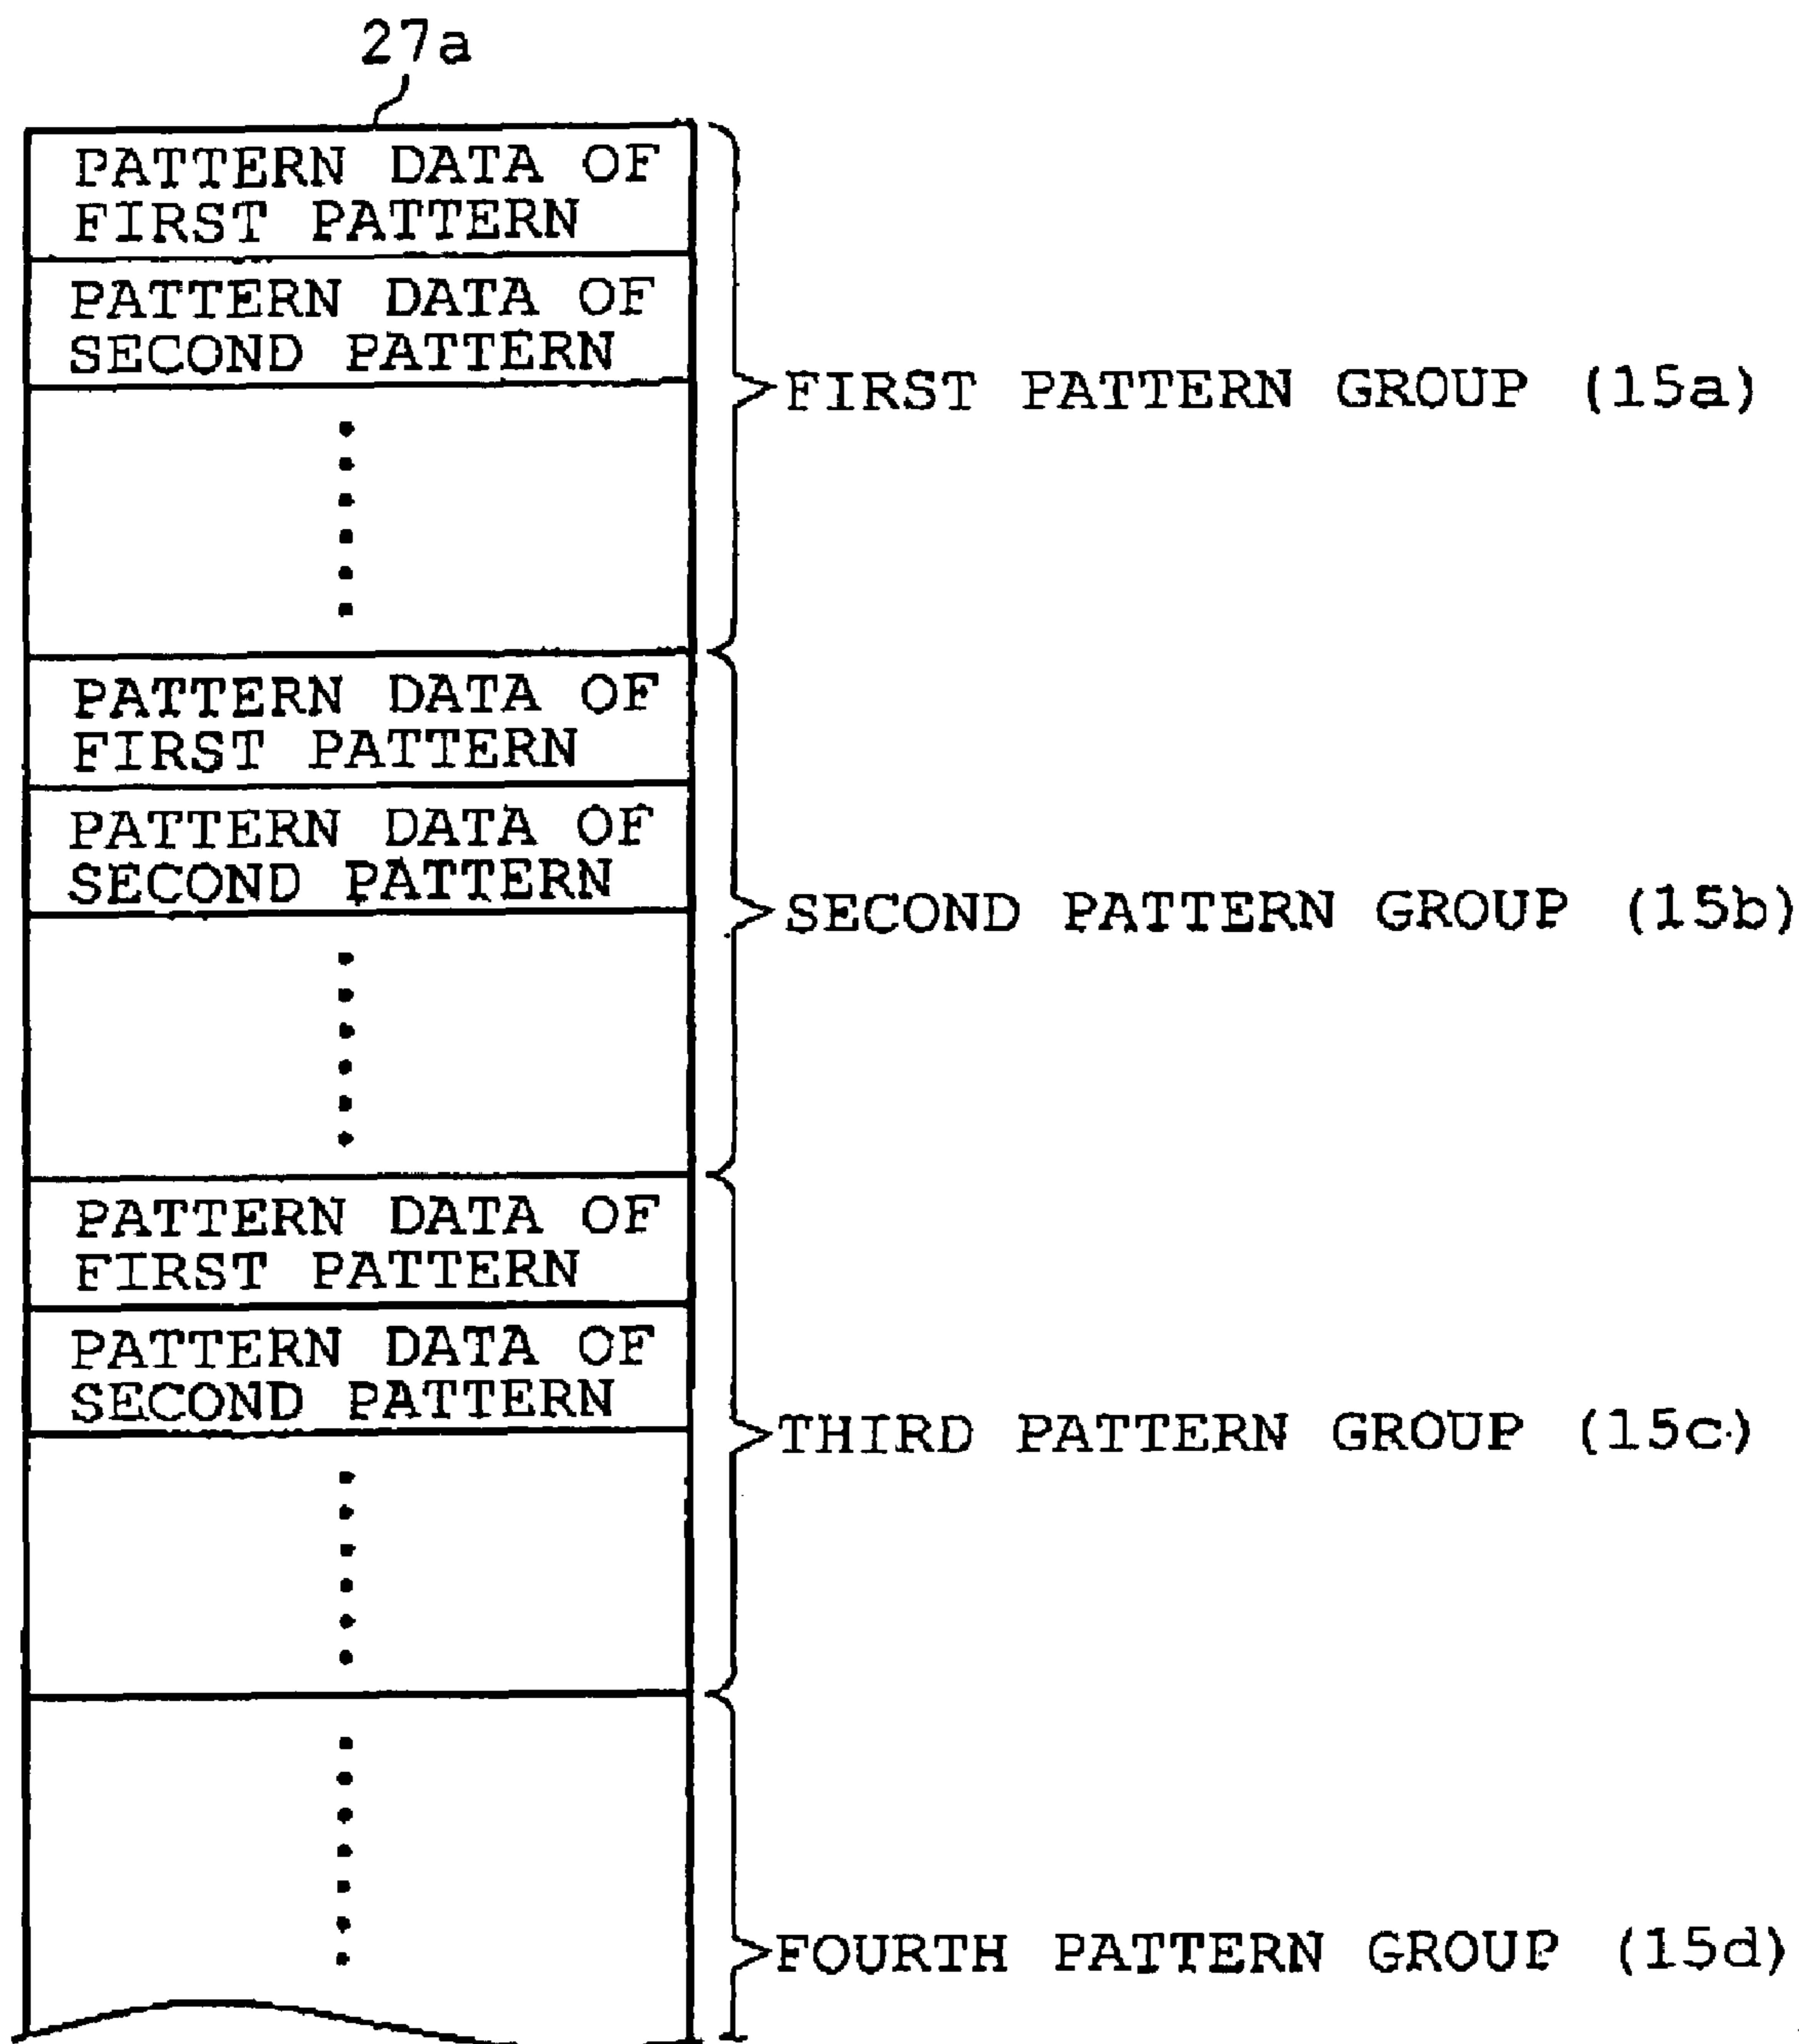 27a
PATTERN DATA OF
FIRST PATTERN
PATTERN DATA OF
SECOND PATTERN
FIRST PATTERN GROUP (15a)
PATTERN DATA OF
FIRST PATTERN
PATTERN DATA OF
SECOND PATTERN
SECOND PATTERN GROUP (15b)
PATTERN DATA OF
FIRST PATTERN
PATTERN DATA OF
SECOND PATTERN
THIRD PATTERN GROUP (15c)
FOURTH PATTERN GROUP (15d)